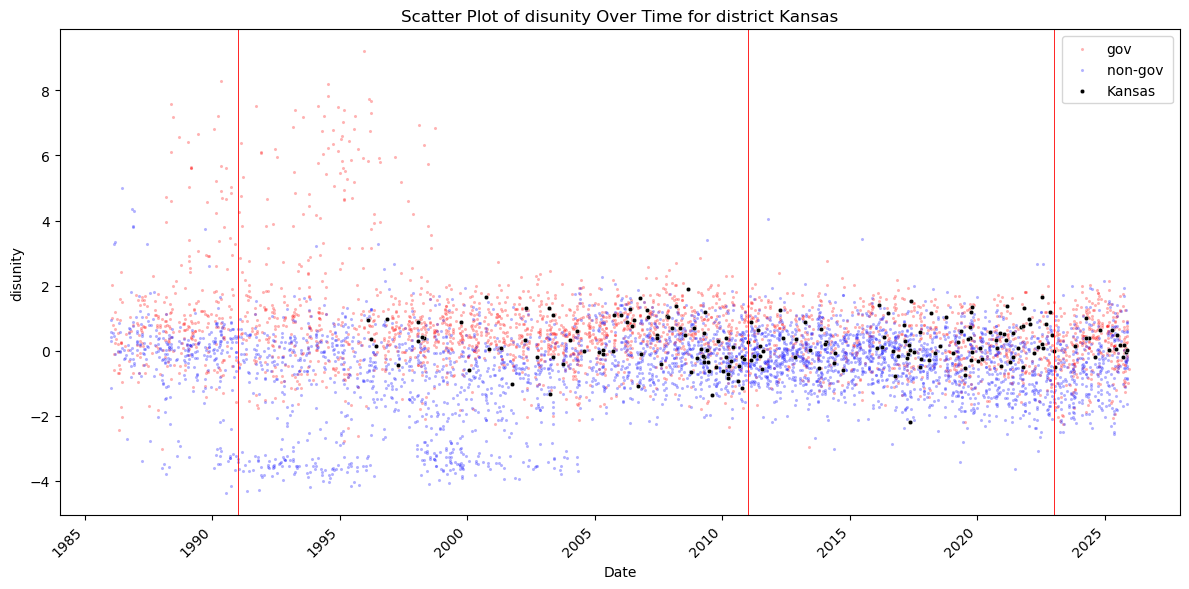 Scatter Plot of disunity Over Time for district Kansas
gov
non-gov
Kansas
disunity
8
6
4
2
0
−2
−4
1985
1990
1995
2000
2005
2010
2015
2020
2025
Date